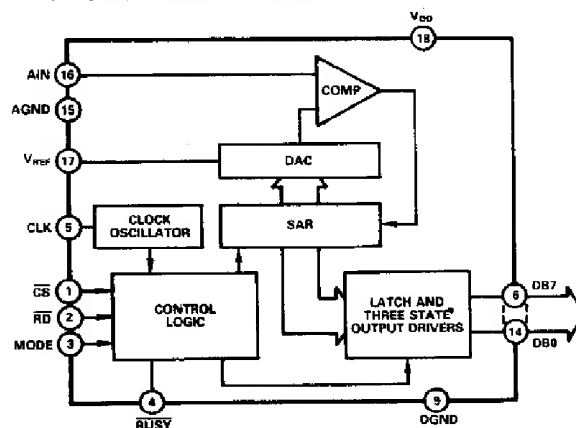 VDD
18
AIN 16
COMP
AGND 15
VREF 17
DAC
CLK 5
CLOCK
OSCILLATOR
SAR
CS 1
RD 2
MODE 3
CONTROL
LOGIC
LATCH AND
THREE STATE
OUTPUT DRIVERS
6 DB7
14 DB0
4
BUSY
9
DGND